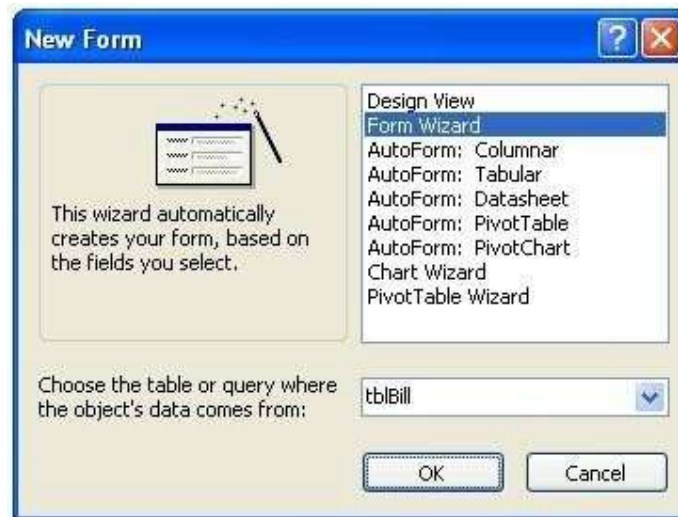 New Form
This wizard automatically
creates your form, based on
the fields you select.
Design View
Form Wizard
AutoForm: Columnar
AutoForm: Tabular
AutoForm: Datasheet
AutoForm: PivotTable
AutoForm: PivotChart
Chart Wizard
PivotTable Wizard
Choose the table or query where
the object's data comes from:
tblBill
OK
Cancel